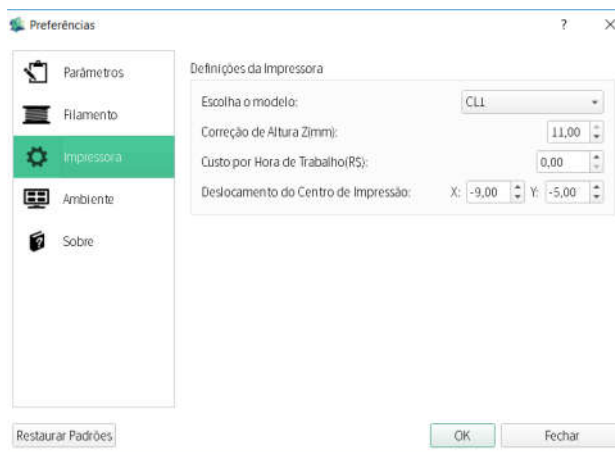 Preferências ? ×
Parâmetros
Filamento
Impressora
Ambiente
Sobre
Definições da Impressora
Escolha o modelo: CL1
Correção de Altura Z(mm): 11,00
Custo por Hora de Trabalho(R$): 0,00
Deslocamento do Centro de Impressão: X: -9,00 Y: -5,00
Restaurar Padrões OK Fechar